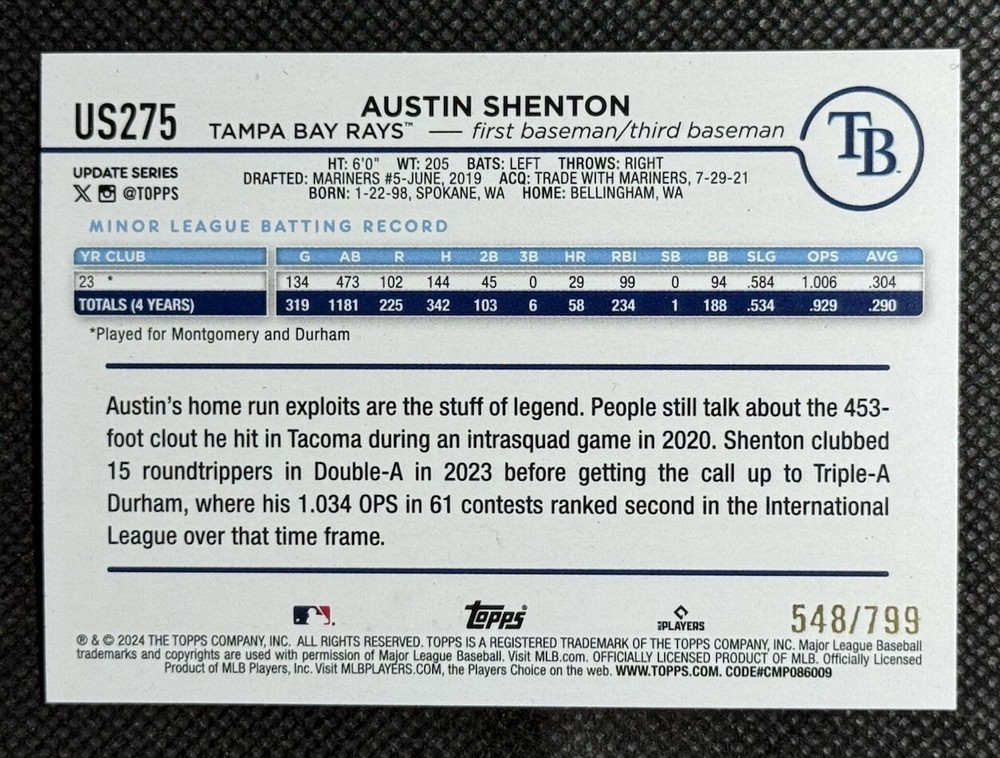 US275
AUSTIN SHENTON
TAMPA BAY RAYS™ — first baseman/third baseman
TB
UPDATE SERIES
@TOPPS
HT: 6'0" WT: 205 BATS: LEFT THROWS: RIGHT
DRAFTED: MARINERS #5-JUNE, 2019 ACQ: TRADE WITH MARINERS, 7-29-21
BORN: 1-22-98, SPOKANE, WA HOME: BELLINGHAM, WA
MINOR LEAGUE BATTING RECORD
YR CLUB G AB R H 2B 3B HR RBI SB BB SLG OPS AVG
23 * 134 473 102 144 45 0 29 99 0 94 .584 1.006 .304
TOTALS (4 YEARS) 319 1181 225 342 103 6 58 234 1 188 .534 .929 .290
*Played for Montgomery and Durham
Austin's home run exploits are the stuff of legend. People still talk about the 453-
foot clout he hit in Tacoma during an intrasquad game in 2020. Shenton clubbed
15 roundtrippers in Double-A in 2023 before getting the call up to Triple-A
Durham, where his 1.034 OPS in 61 contests ranked second in the International
League over that time frame.
topps®
MLBPLAYERS
548/799
® & © 2024 THE TOPPS COMPANY, INC. ALL RIGHTS RESERVED. TOPPS IS A REGISTERED TRADEMARK OF THE TOPPS COMPANY, INC. Major League Baseball
trademarks and copyrights are used with permission of Major League Baseball. Visit MLB.com. OFFICIALLY LICENSED PRODUCT OF MLB. Officially Licensed
Product of MLB Players, Inc. Visit MLBPLAYERS.COM, the Players Choice on the web. WWW.TOPPS.COM. CODE#CMP086009